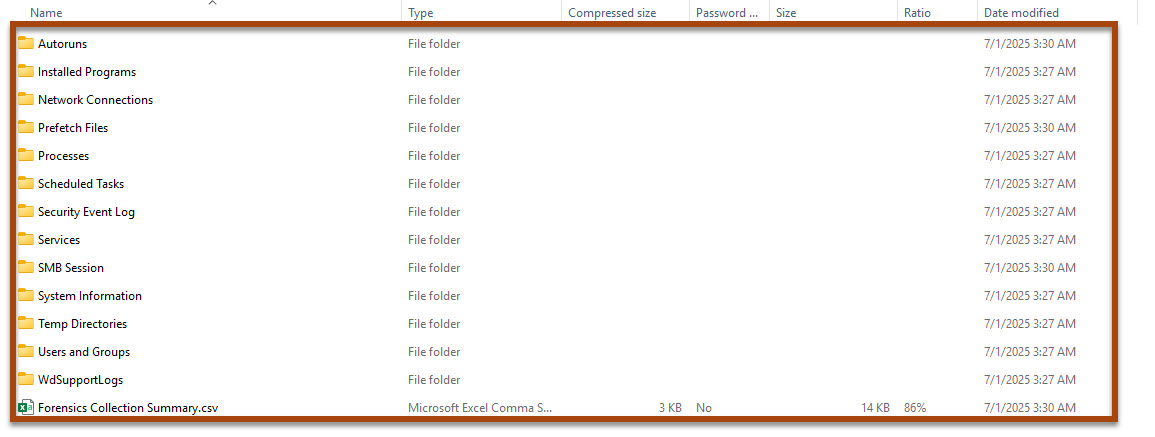 Name Type Compressed size Password ... Size Ratio Date modified
Autoruns File folder 7/1/2025 3:30 AM
Installed Programs File folder 7/1/2025 3:27 AM
Network Connections File folder 7/1/2025 3:27 AM
Prefetch Files File folder 7/1/2025 3:30 AM
Processes File folder 7/1/2025 3:27 AM
Scheduled Tasks File folder 7/1/2025 3:27 AM
Security Event Log File folder 7/1/2025 3:27 AM
Services File folder 7/1/2025 3:27 AM
SMB Session File folder 7/1/2025 3:30 AM
System Information File folder 7/1/2025 3:27 AM
Temp Directories File folder 7/1/2025 3:27 AM
Users and Groups File folder 7/1/2025 3:27 AM
WdSupportLogs File folder 7/1/2025 3:27 AM
Forensics Collection Summary.csv Microsoft Excel Comma S... 3 KB No 14 KB 86% 7/1/2025 3:30 AM